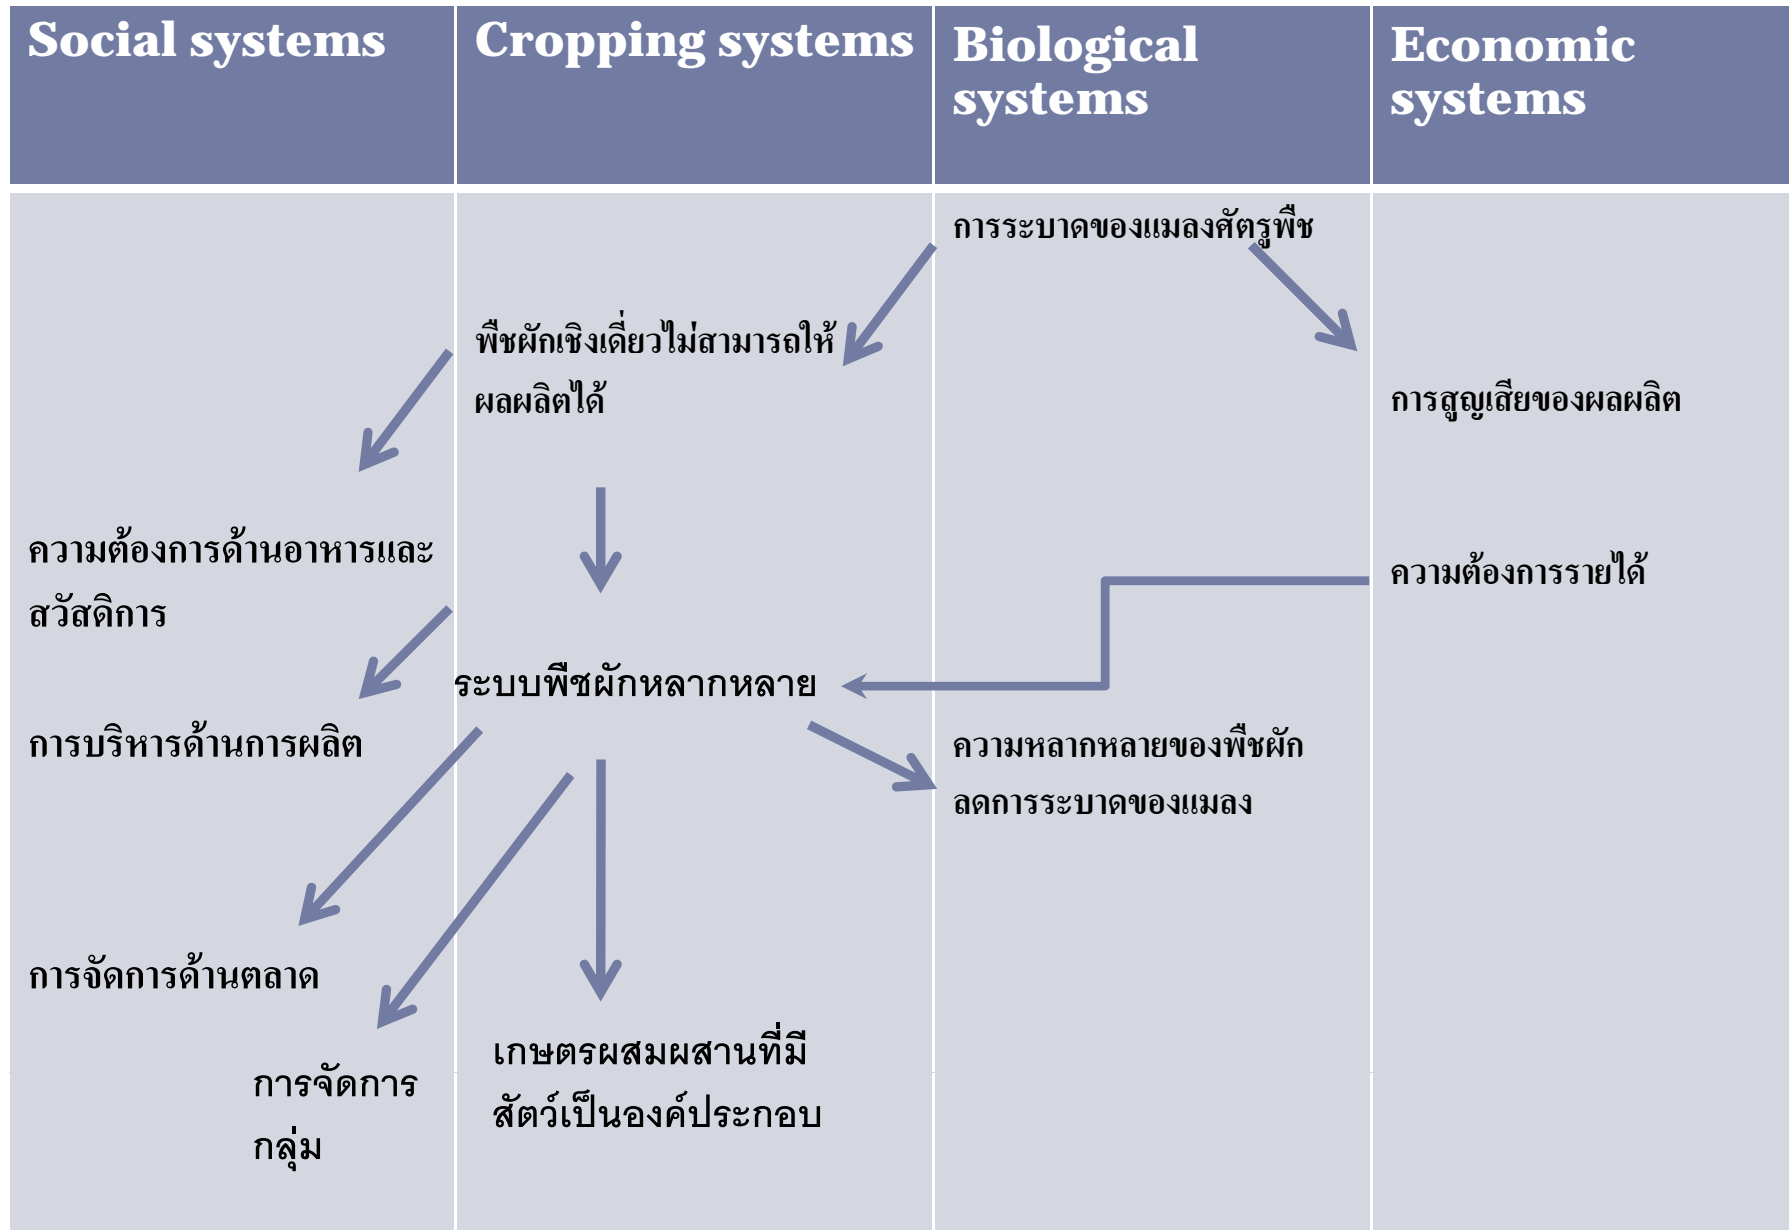 Social systems
Cropping systems
Biological
systems
Economic
systems
การระบาดของแมลงศัตรูพืช
พืชผักเชิงเดี่ยวไม่สามารถให้
ผลผลิตได้
การสูญเสียของผลผลิต
ความต้องการด้านอาหารและ
สวัสดิการ
ความต้องการรายได้
ระบบพืชผักหลากหลาย
การบริหารด้านการผลิต
ความหลากหลายของพืชผัก
ลดการระบาดของแมลง
การจัดการด้านตลาด
การจัดการ
กลุ่ม
เกษตรผสมผสานที่มี
สัตว์เป็นองค์ประกอบ